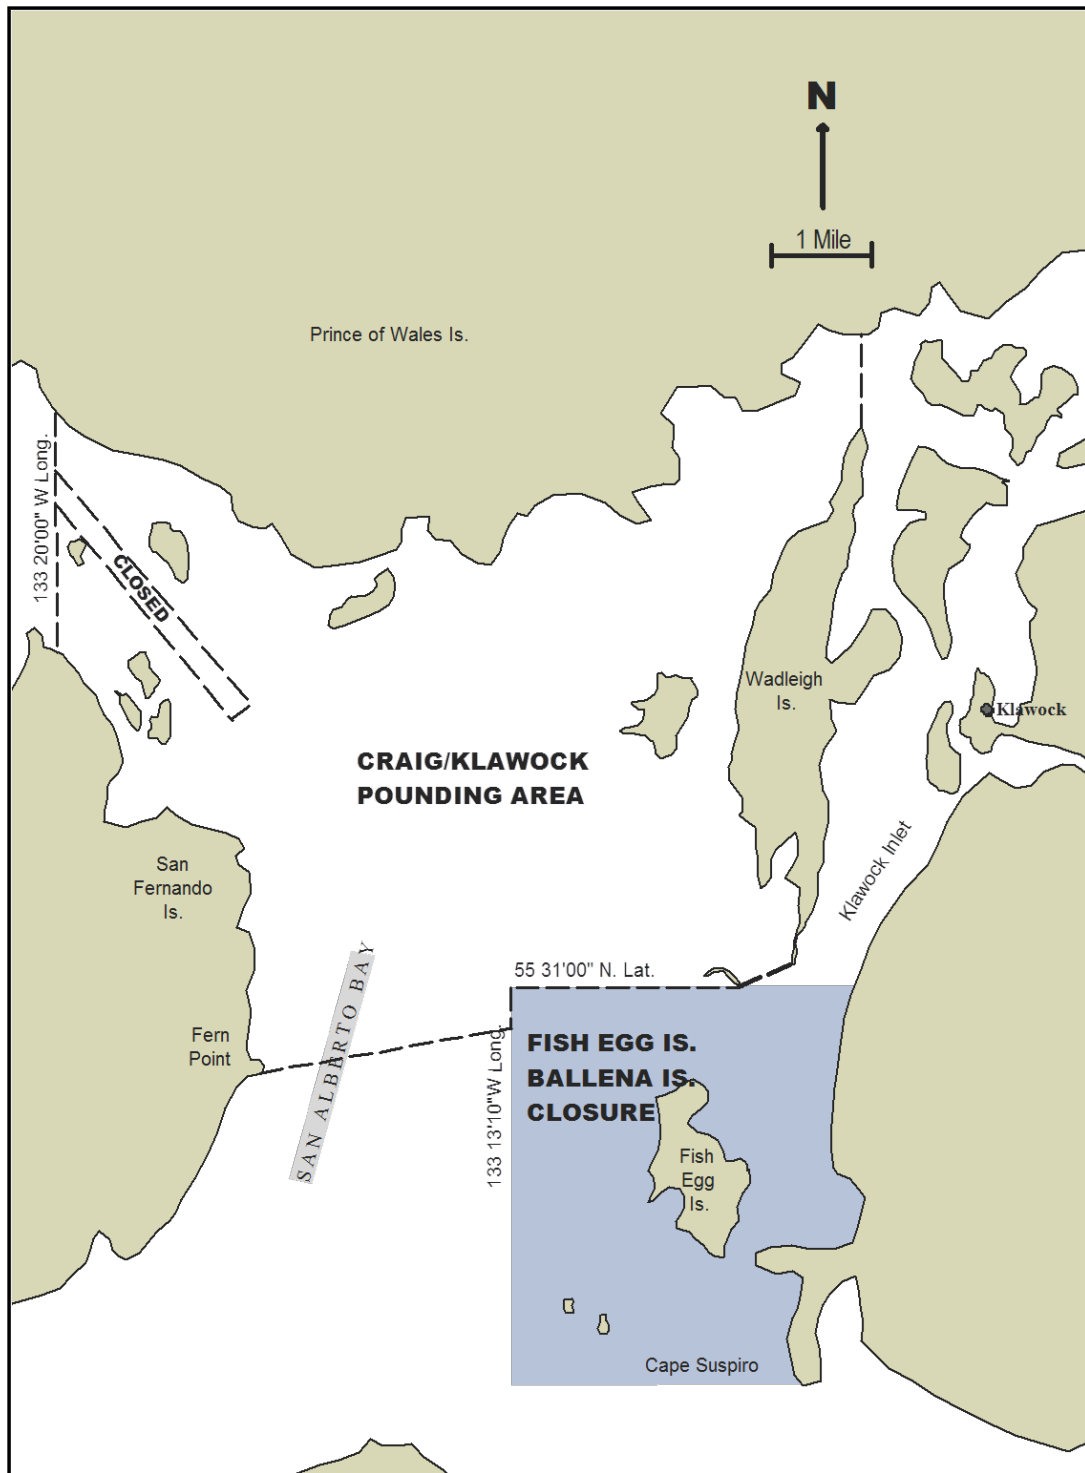 N
1 Mile
Prince of Wales Is.
133 20'00" W Long.
CLOSED
Wadleigh
Is.
Klawock
CRAIG/KLAWOCK
POUNDING AREA
San
Fernando
Is.
Klawock Inlet
SAN ALBERTO BAY
55 31'00" N. Lat.
Fern
Point
133 13'10"W Long.
FISH EGG IS.
BALLENA IS.
CLOSURE
Fish
Egg
Is.
Cape Suspiro